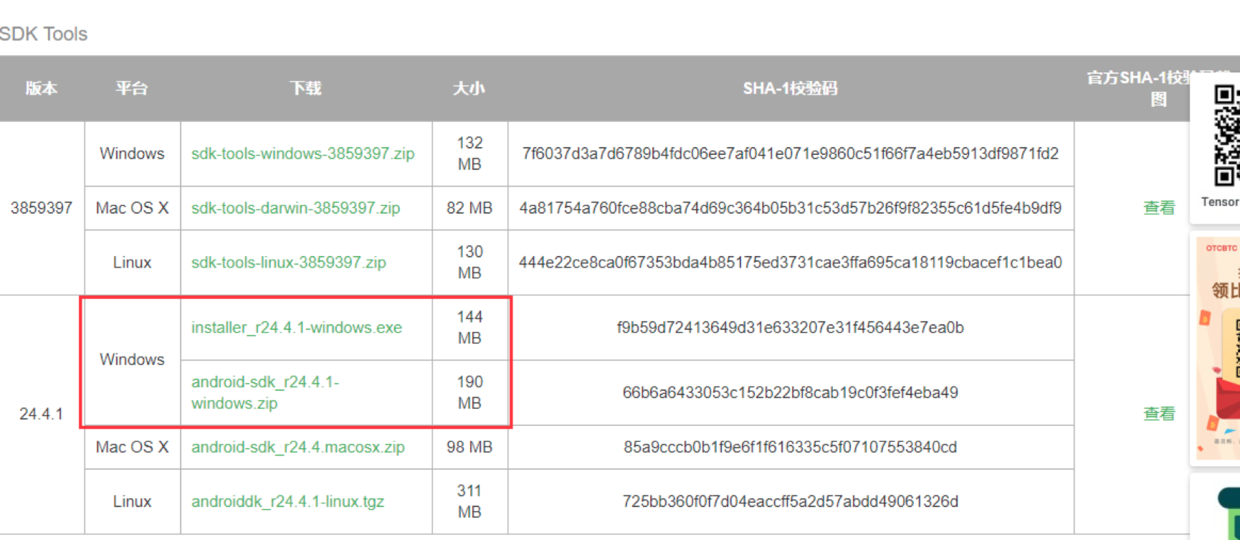 SDK Tools
版本 平台 下载 大小 SHA-1校验码 官方SHA-1校验
图
Windows sdk-tools-windows-3859397.zip 132 MB 7f6037d3a7d6789b4fdc06ee7af041e071e9860c51f66f7a4eb5913df9871fd2
3859397 Mac OS X sdk-tools-darwin-3859397.zip 82 MB 4a81754a760fce88cba74d69c364b05b31c53d57b26f9f82355c61d5fe4b9df9 查看
Tensor
Linux sdk-tools-linux-3859397.zip 130 MB 444e22ce8ca0f67353bda4b85175ed3731cae3ffa695ca18119cbacef1c1bea0
OTCBTC
领比
Windows installer_r24.4.1-windows.exe 144 MB f9b59d72413649d31e633207e31f456443e7ea0b
android-sdk_r24.4.1-
windows.zip 190 MB 66b6a6433053c152b22bf8cab19c0f3fef4eba49
24.4.1 查看
Mac OS X android-sdk_r24.4.macosx.zip 98 MB 85a9cccb0b1f9e6f1f616335c5f07107553840cd
Linux androiddk_r24.4.1-linux.tgz 311 MB 725bb360f0f7d04eaccff5a2d57abdd49061326d